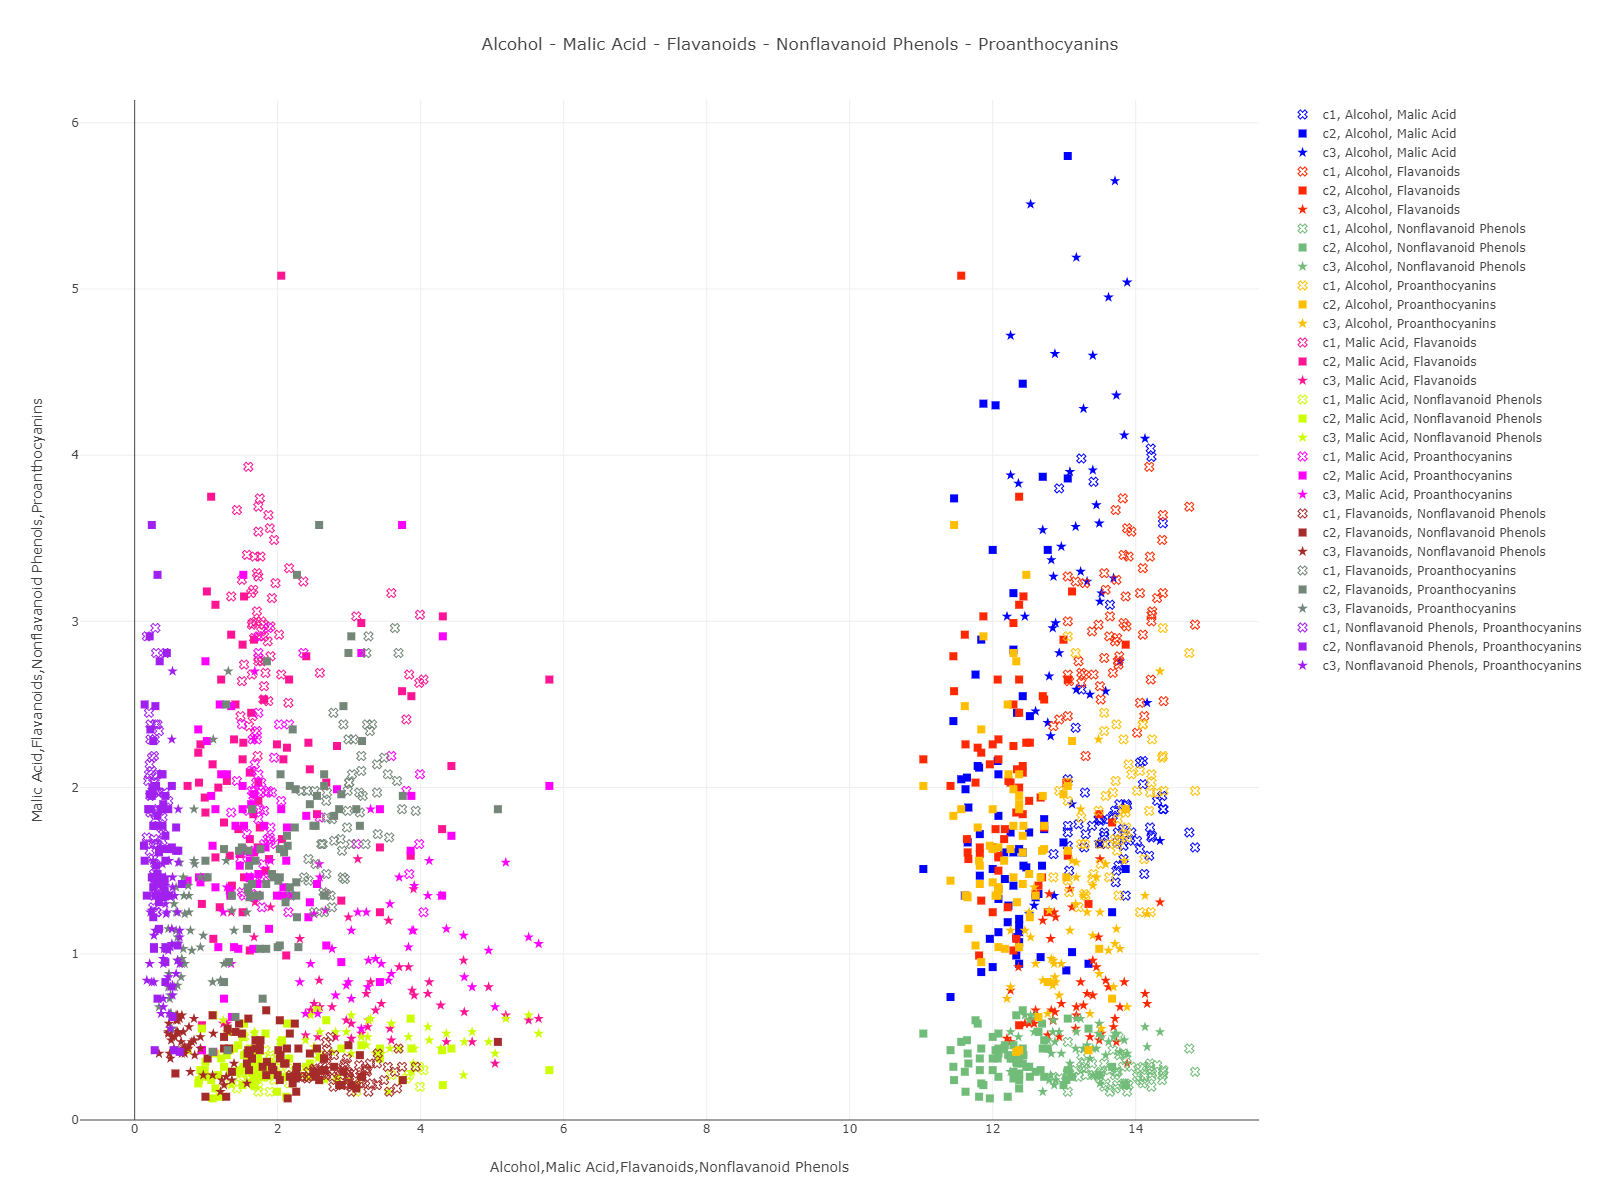 Alcohol - Malic Acid - Flavanoids - Nonflavanoid Phenols - Proanthocyanins
Malic Acid,Flavanoids,Nonflavanoid Phenols,Proanthocyanins
6
5
4
3
2
1
0
0
2
4
6
8
10
12
14
Alcohol,Malic Acid,Flavanoids,Nonflavanoid Phenols
c1, Alcohol, Malic Acid
c2, Alcohol, Malic Acid
c3, Alcohol, Malic Acid
c1, Alcohol, Flavanoids
c2, Alcohol, Flavanoids
c3, Alcohol, Flavanoids
c1, Alcohol, Nonflavanoid Phenols
c2, Alcohol, Nonflavanoid Phenols
c3, Alcohol, Nonflavanoid Phenols
c1, Alcohol, Proanthocyanins
c2, Alcohol, Proanthocyanins
c3, Alcohol, Proanthocyanins
c1, Malic Acid, Flavanoids
c2, Malic Acid, Flavanoids
c3, Malic Acid, Flavanoids
c1, Malic Acid, Nonflavanoid Phenols
c2, Malic Acid, Nonflavanoid Phenols
c3, Malic Acid, Nonflavanoid Phenols
c1, Malic Acid, Proanthocyanins
c2, Malic Acid, Proanthocyanins
c3, Malic Acid, Proanthocyanins
c1, Flavanoids, Nonflavanoid Phenols
c2, Flavanoids, Nonflavanoid Phenols
c3, Flavanoids, Nonflavanoid Phenols
c1, Flavanoids, Proanthocyanins
c2, Flavanoids, Proanthocyanins
c3, Flavanoids, Proanthocyanins
c1, Nonflavanoid Phenols, Proanthocyanins
c2, Nonflavanoid Phenols, Proanthocyanins
c3, Nonflavanoid Phenols, Proanthocyanins